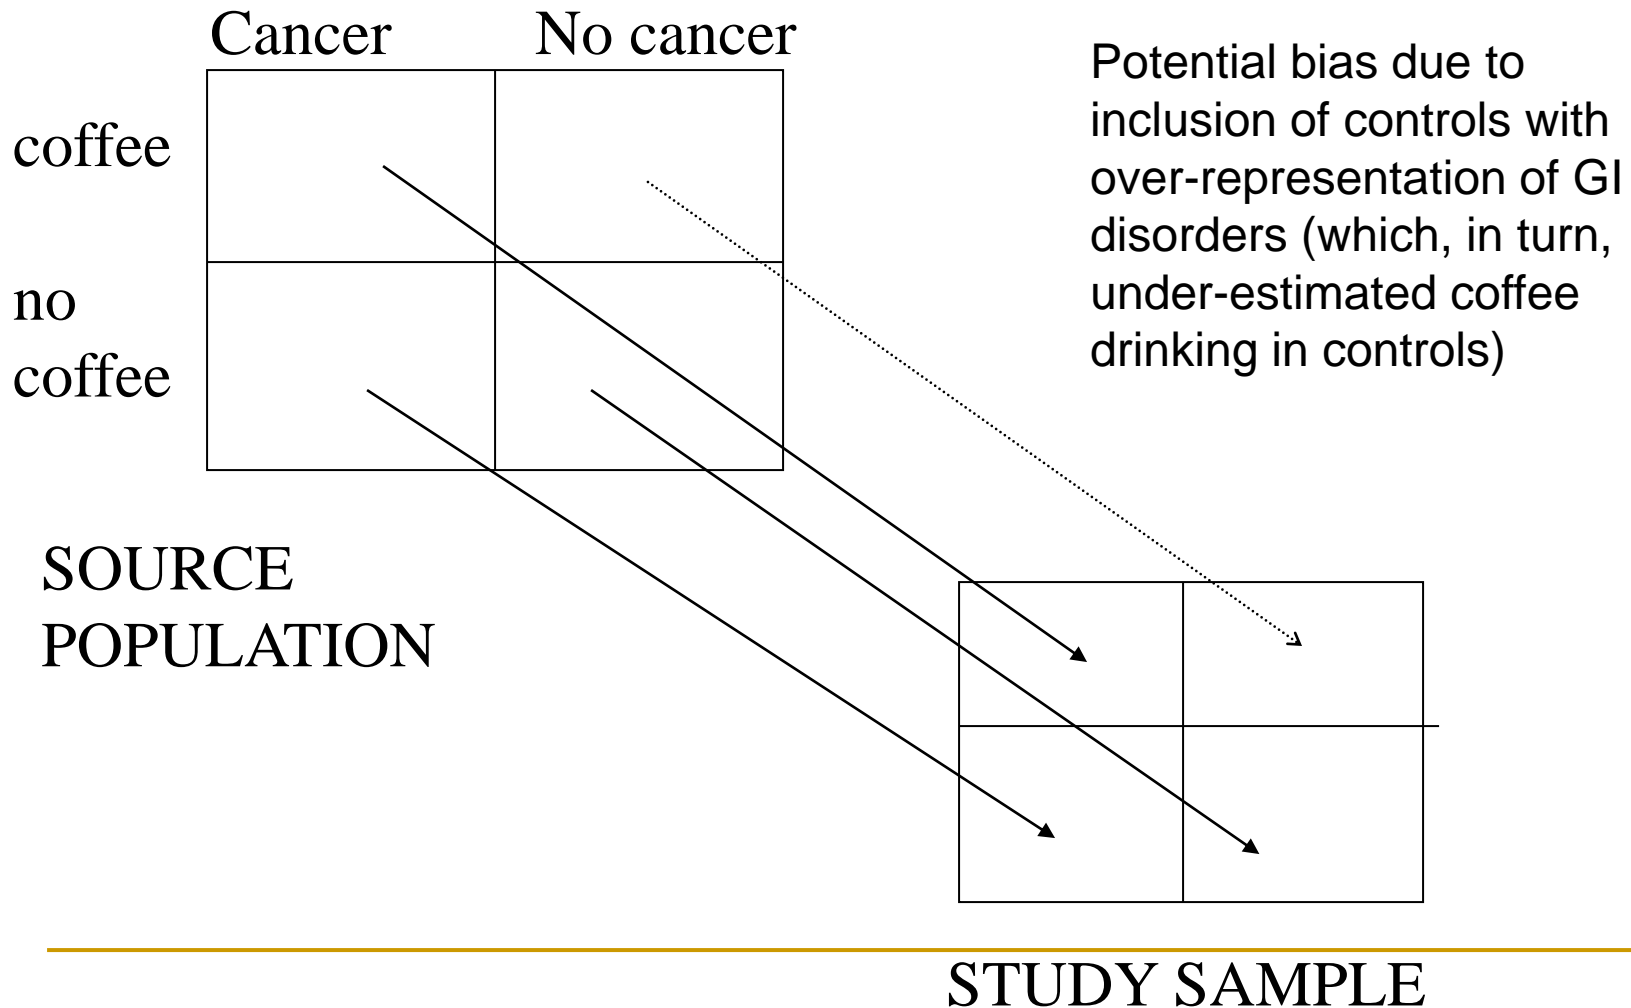 Cancer No cancer
coffee
no
coffee
Potential bias due to
inclusion of controls with
over-representation of GI
disorders (which, in turn,
under-estimated coffee
drinking in controls)
SOURCE
POPULATION
STUDY SAMPLE